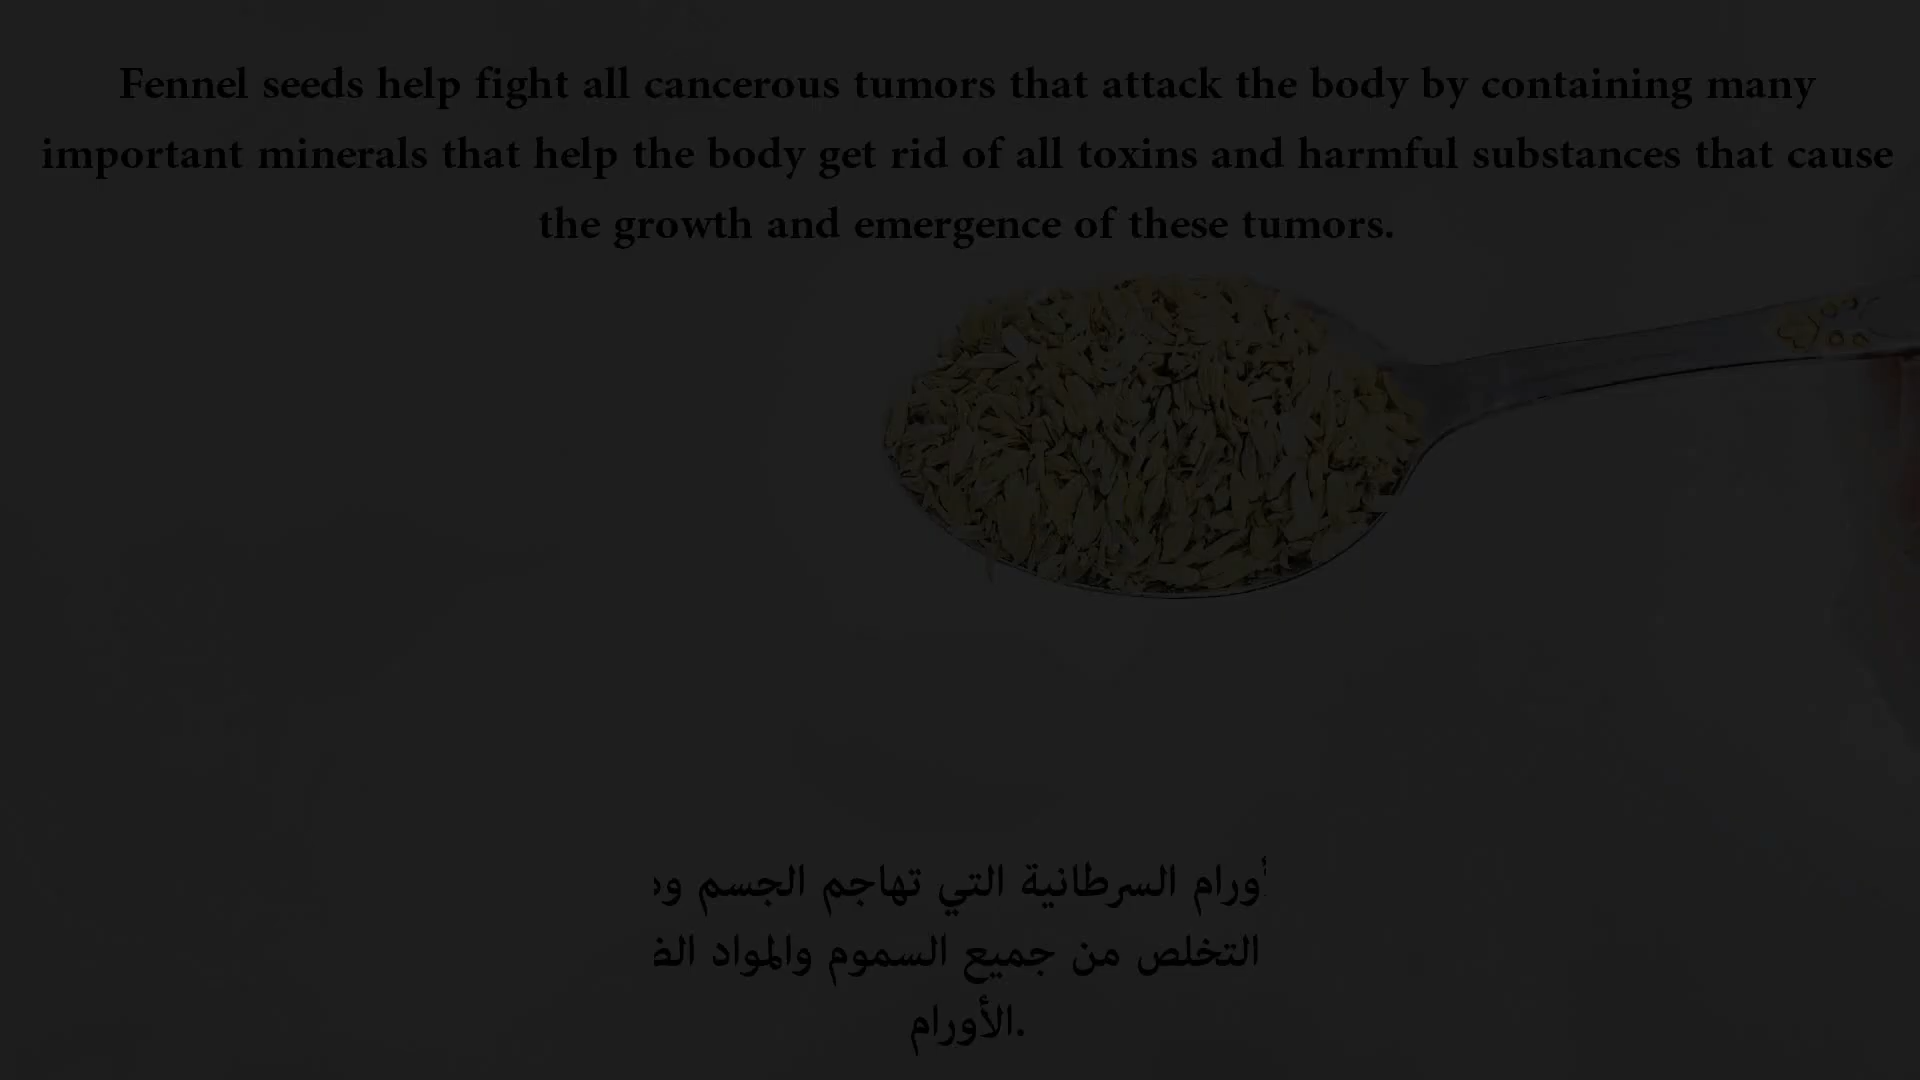 Fennel seeds help fight all cancerous tumors that attack the body by containing many
important minerals that help the body get rid of all toxins and harmful substances that cause
the growth and emergence of these tumors.
السرطانية التي تهاجم الجسم
التخلص من جميع السموم والمواد
الأورام.